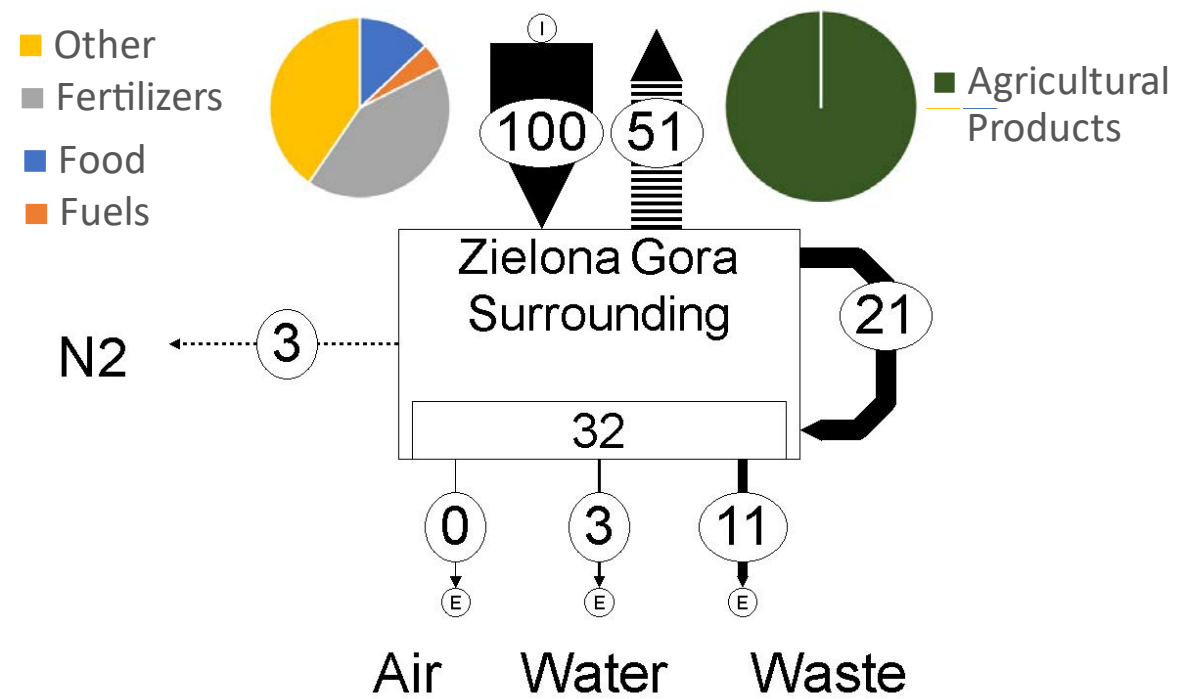 Other
Fertilizers
Food
Fuels
I
100
51
Agricultural
Products
Zielona Gora
Surrounding
21
N2
3
32
0
3
11
E
E
E
Air
Water
Waste